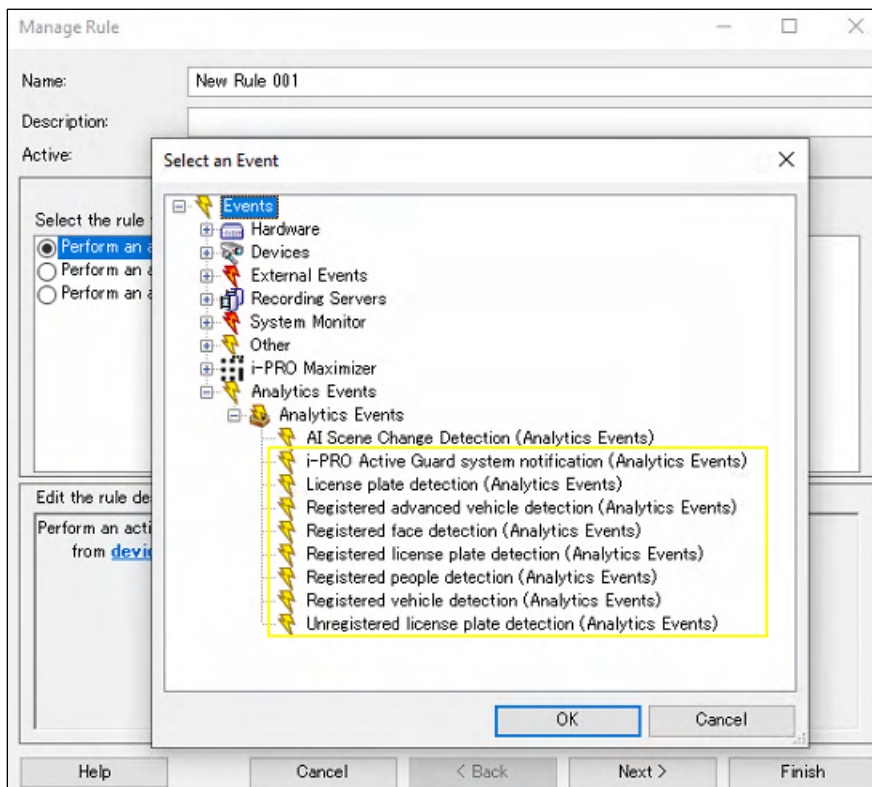 Manage Rule
Name:
New Rule 001
Description:
Active:
Select an Event
Select the rule
Perform an a
Perform an a
Perform an a
Events
Hardware
Devices
External Events
Recording Servers
System Monitor
Other
i-PRO Maximizer
Analytics Events
Analytics Events
AI Scene Change Detection (Analytics Events)
i-PRO Active Guard system notification (Analytics Events)
License plate detection (Analytics Events)
Registered advanced vehicle detection (Analytics Events)
Registered face detection (Analytics Events)
Registered license plate detection (Analytics Events)
Registered people detection (Analytics Events)
Registered vehicle detection (Analytics Events)
Unregistered license plate detection (Analytics Events)
Edit the rule de
Perform an acti
from devic
OK
Cancel
Help
Cancel
< Back
Next >
Finish